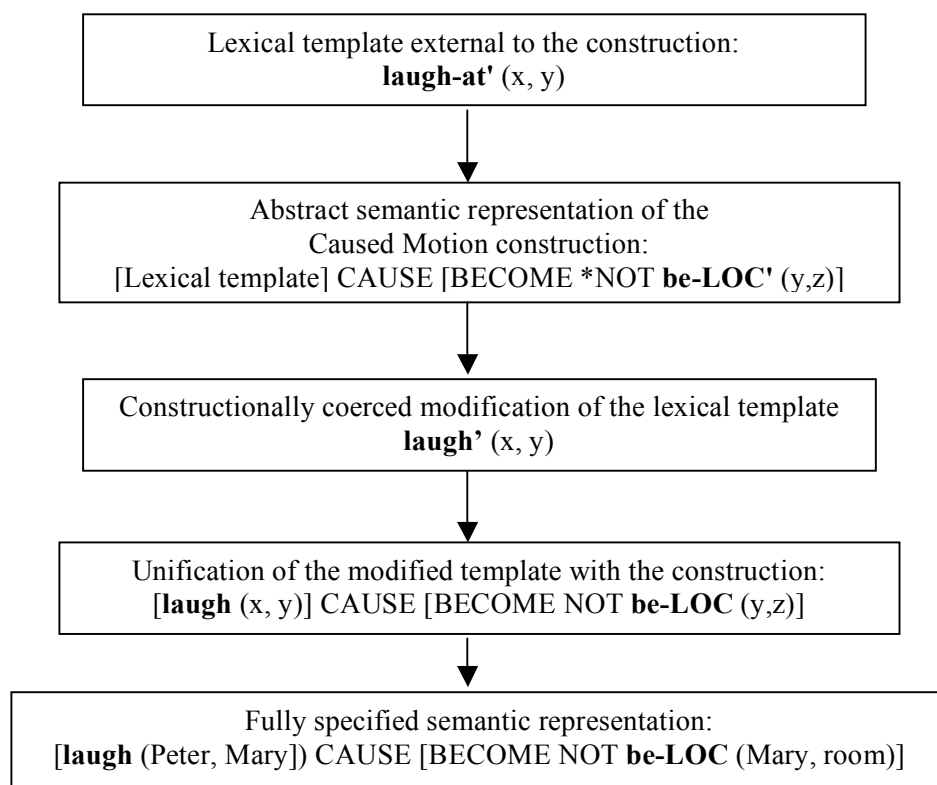 Lexical template external to the construction:
laugh-at' (x, y)
Abstract semantic representation of the
Caused Motion construction:
[Lexical template] CAUSE [BECOME *NOT be-LOC' (y,z)]
Constructionally coerced modification of the lexical template
laugh’ (x, y)
Unification of the modified template with the construction:
[laugh (x, y)] CAUSE [BECOME NOT be-LOC (y,z)]
Fully specified semantic representation:
[laugh (Peter, Mary]) CAUSE [BECOME NOT be-LOC (Mary, room)]